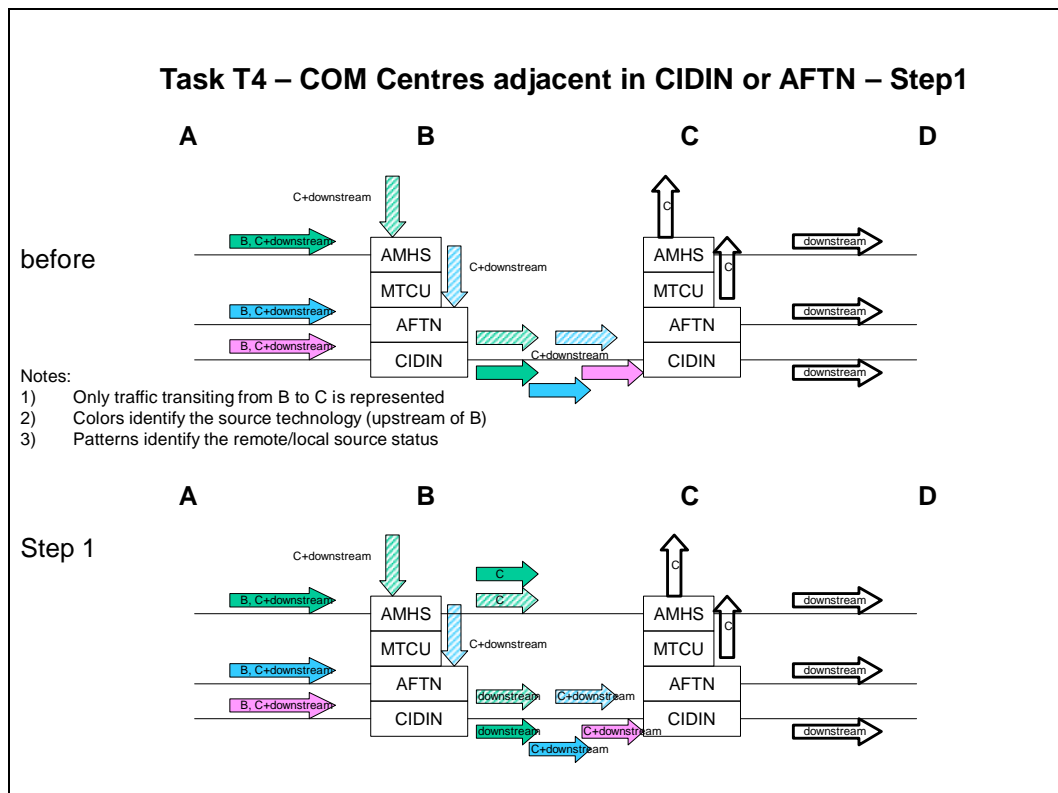 Task T4 – COM Centres adjacent in CIDIN or AFTN – Step1
A B C D
C+downstream
C
before
B, C+downstream
AMHS
C+downstream
AMHS
C
downstream
MTCU
MTCU
B, C+downstream
AFTN
AFTN
downstream
B, C+downstream
C+downstream
CIDIN
CIDIN
downstream
Notes:
1) Only traffic transiting from B to C is represented
2) Colors identify the source technology (upstream of B)
3) Patterns identify the remote/local source status
A B C D
Step 1
C+downstream
C
C
B, C+downstream
C
downstream
AMHS
AMHS
C
MTCU
C+downstream
MTCU
B, C+downstream
AFTN
AFTN
downstream
downstream
C+downstream
B, C+downstream
CIDIN
CIDIN
downstream
C+downstream
downstream
C+downstream